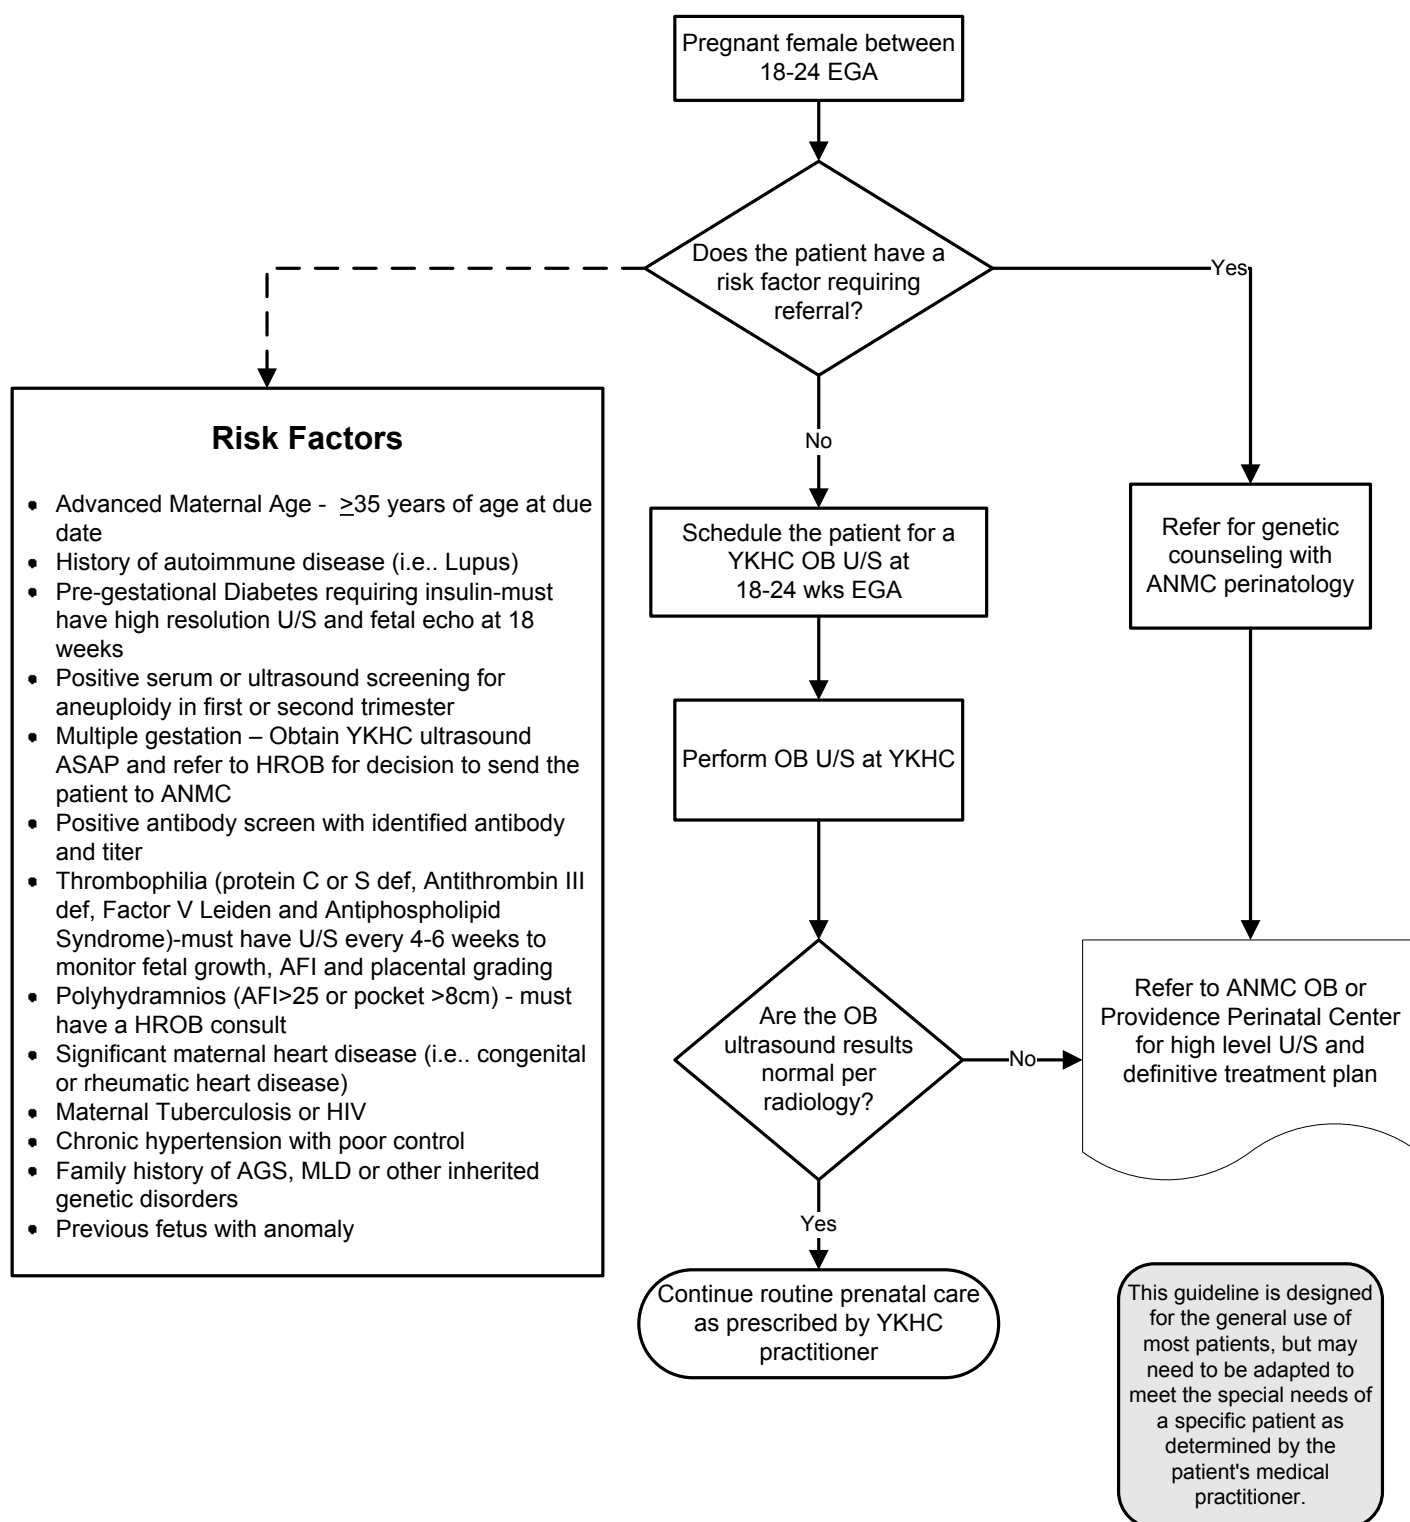 Pregnant female between
18-24 EGA
Does the patient have a
risk factor requiring
referral?
Yes
No
Risk Factors
• Advanced Maternal Age -  ≥35 years of age at due
date
• History of autoimmune disease (i.e.. Lupus)
• Pre-gestational Diabetes requiring insulin-must
have high resolution U/S and fetal echo at 18
weeks
• Positive serum or ultrasound screening for
aneuploidy in first or second trimester
• Multiple gestation – Obtain YKHC ultrasound
ASAP and refer to HROB for decision to send the
patient to ANMC
• Positive antibody screen with identified antibody
and titer
• Thrombophilia (protein C or S def, Antithrombin III
def, Factor V Leiden and Antiphospholipid
Syndrome)-must have U/S every 4-6 weeks to
monitor fetal growth, AFI and placental grading
• Polyhydramnios (AFI>25 or pocket >8cm) - must
have a HROB consult
• Significant maternal heart disease (i.e.. congenital
or rheumatic heart disease)
• Maternal Tuberculosis or HIV
• Chronic hypertension with poor control
• Family history of AGS, MLD or other inherited
genetic disorders
• Previous fetus with anomaly
Schedule the patient for a
YKHC OB U/S at
18-24 wks EGA
Refer for genetic
counseling with
ANMC perinatology
Perform OB U/S at YKHC
Are the OB
ultrasound results
normal per
radiology?
No
Refer to ANMC OB or
Providence Perinatal Center
for high level U/S and
definitive treatment plan
Yes
Continue routine prenatal care
as prescribed by YKHC
practitioner
This guideline is designed
for the general use of
most patients, but may
need to be adapted to
meet the special needs of
a specific patient as
determined by the
patient's medical
practitioner.